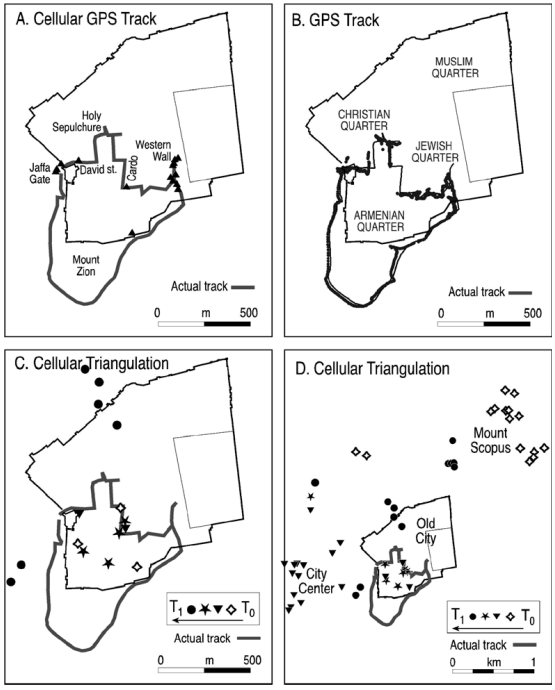 A. Cellular GPS Track
Holy
Sepulchure
Western
Wall
Jaffa
Gate
David st.
Cardo
Mount
Zion
Actual track
0 m 500
B. GPS Track
MUSLIM
QUARTER
CHRISTIAN
QUARTER
JEWISH
QUARTER
ARMENIAN
QUARTER
Actual track
0 m 500
C. Cellular Triangulation
T1 T0
Actual track
0 m 500
D. Cellular Triangulation
Mount
Scopus
Old
City
City
Center
T1 T0
Actual track
0 km 1